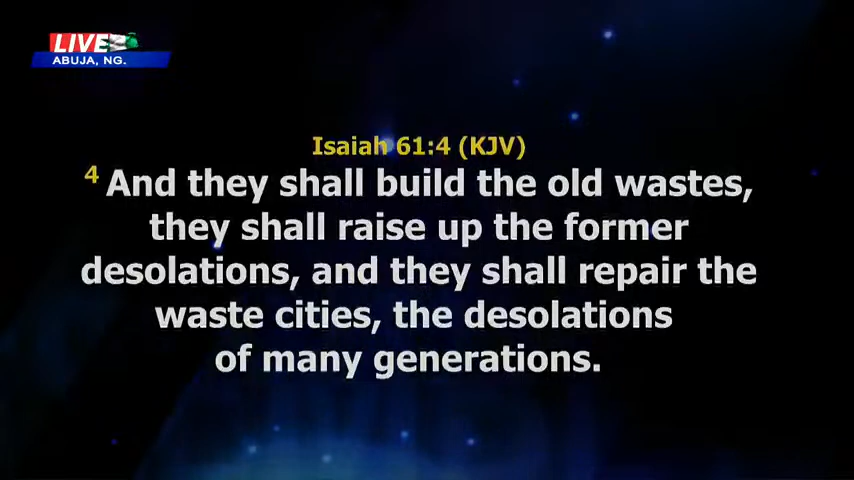 LIVE
ABUJA, NG.
Isaiah 61:4 (KJV)
4 And they shall build the old wastes,
they shall raise up the former
desolations, and they shall repair the
waste cities, the desolations
of many generations.